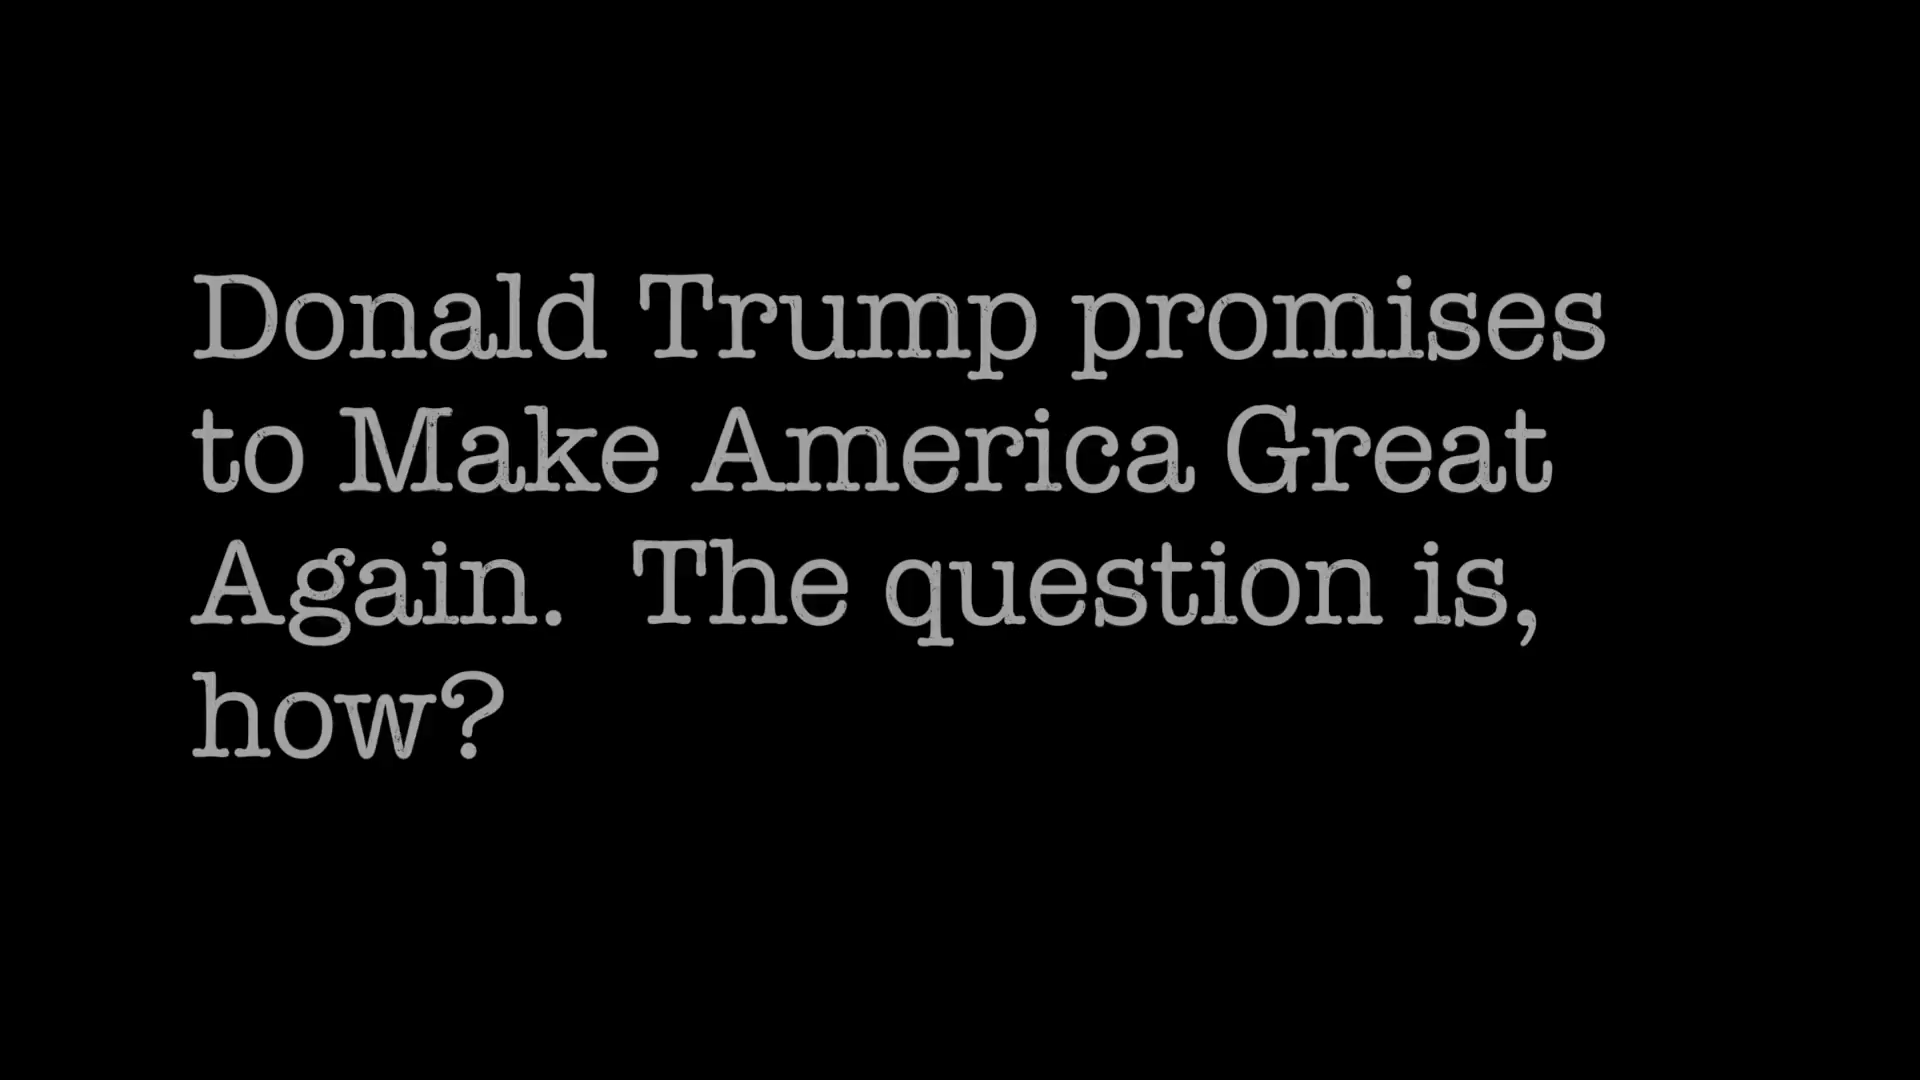 Donald Trump promises
to Make America Great
Again.  The question is,
how?